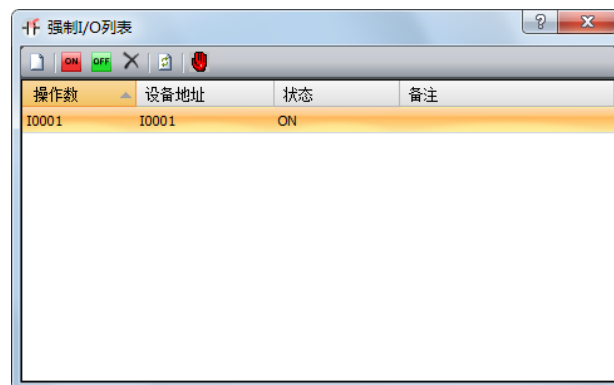 强制I/O列表
ON OFF
操作数 设备地址 状态 备注
I0001 I0001 ON